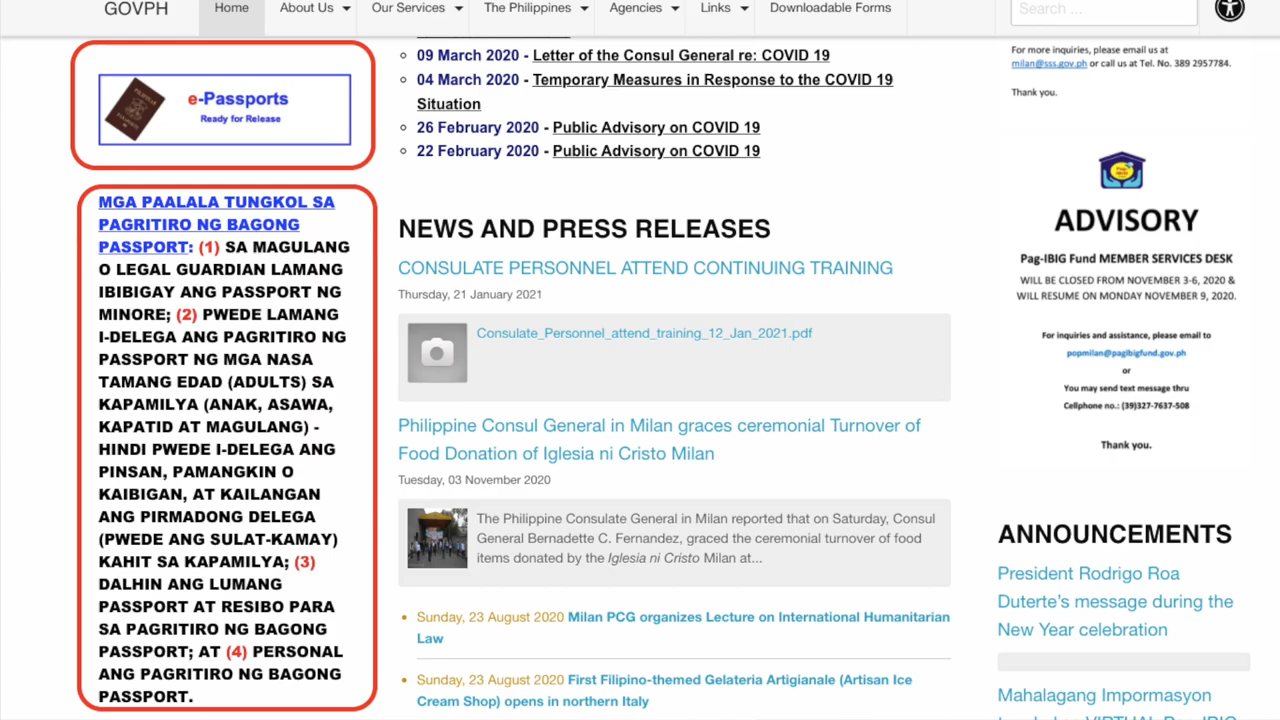 GOVPH
Home
About Us
Our Services
The Philippines
Agencies
Links
Downloadable Forms
Search ...
e-Passports
Ready for Release
MGA PAALALA TUNGKOL SA
PAGRITIRO NG BAGONG
PASSPORT: (1) SA MAGULANG
O LEGAL GUARDIAN LAMANG
IBIBIGAY ANG PASSPORT NG
MINORE; (2) PWEDE LAMANG
I-DELEGA ANG PAGRITIRO NG
PASSPORT NG MGA NASA
TAMANG EDAD (ADULTS) SA
KAPAMILYA (ANAK, ASAWA,
KAPATID AT MAGULANG) -
HINDI PWEDE I-DELEGA ANG
PINSAN, PAMANGKIN O
KAIBIGAN, AT KAILANGAN
ANG PIRMADONG DELEGA
(PWEDE ANG SULAT-KAMAY)
KAHIT SA KAPAMILYA; (3)
DALHIN ANG LUMANG
PASSPORT AT RESIBO PARA
SA PAGRITIRO NG BAGONG
PASSPORT; AT (4) PERSONAL
ANG PAGRITIRO NG BAGONG
PASSPORT.
09 March 2020 - Letter of the Consul General re: COVID 19
04 March 2020 - Temporary Measures in Response to the COVID 19
Situation
26 February 2020 - Public Advisory on COVID 19
22 February 2020 - Public Advisory on COVID 19
NEWS AND PRESS RELEASES
CONSULATE PERSONNEL ATTEND CONTINUING TRAINING
Thursday, 21 January 2021
Consulate_Personnel_attend_training_12_Jan_2021.pdf
Philippine Consul General in Milan graces ceremonial Turnover of
Food Donation of Iglesia ni Cristo Milan
Tuesday, 03 November 2020
The Philippine Consulate General in Milan reported that on Saturday, Consul
General Bernadette C. Fernandez, graced the ceremonial turnover of food
items donated by the Iglesia ni Cristo Milan at...
Sunday, 23 August 2020 Milan PCG organizes Lecture on International Humanitarian
Law
Sunday, 23 August 2020 First Filipino-themed Gelateria Artigianale (Artisan Ice
Cream Shop) opens in northern Italy
For more inquiries, please email us at
milan@sss.gov.ph or call us at Tel. No. 389 2957784.
Thank you.
ADVISORY
Pag-IBIG Fund MEMBER SERVICES DESK
WILL BE CLOSED FROM NOVEMBER 3-6, 2020 &
WILL RESUME ON MONDAY NOVEMBER 9, 2020.
For inquiries and assistance, please email to
popmilan@pagibigfund.gov.ph
or
You may send text message thru
Cellphone no.: (39)327-7637-508
Thank you.
ANNOUNCEMENTS
President Rodrigo Roa
Duterte's message during the
New Year celebration
Mahalagang Impormasyon